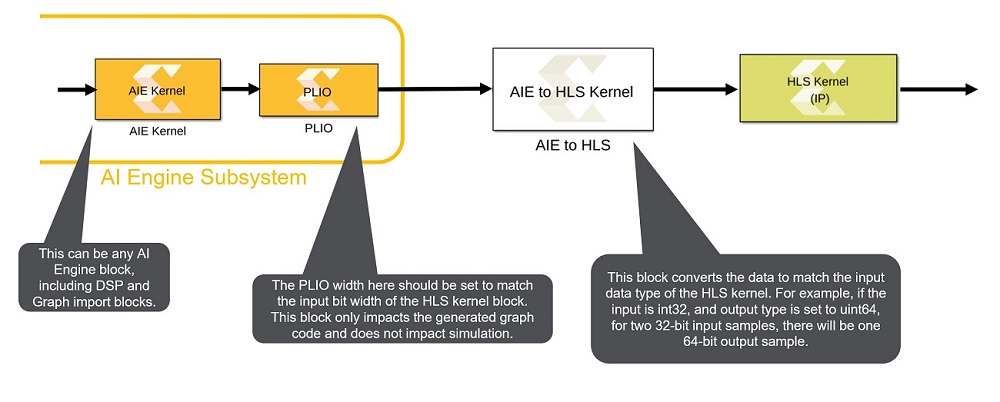 AIE Kernel
AIE Kernel
PLIO
PLIO
AIE to HLS Kernel
AIE to HLS
HLS Kernel
(IP)
AI Engine Subsystem
This can be any AI
Engine block,
including DSP and
Graph import blocks.
The PLIO width here should be set to match
the input bit width of the HLS kernel block.
This block only impacts the generated graph
code and does not impact simulation.
This block converts the data to match the input
data type of the HLS kernel. For example, if the
input is int32, and output type is set to uint64,
for two 32-bit input samples, there will be one
64-bit output sample.